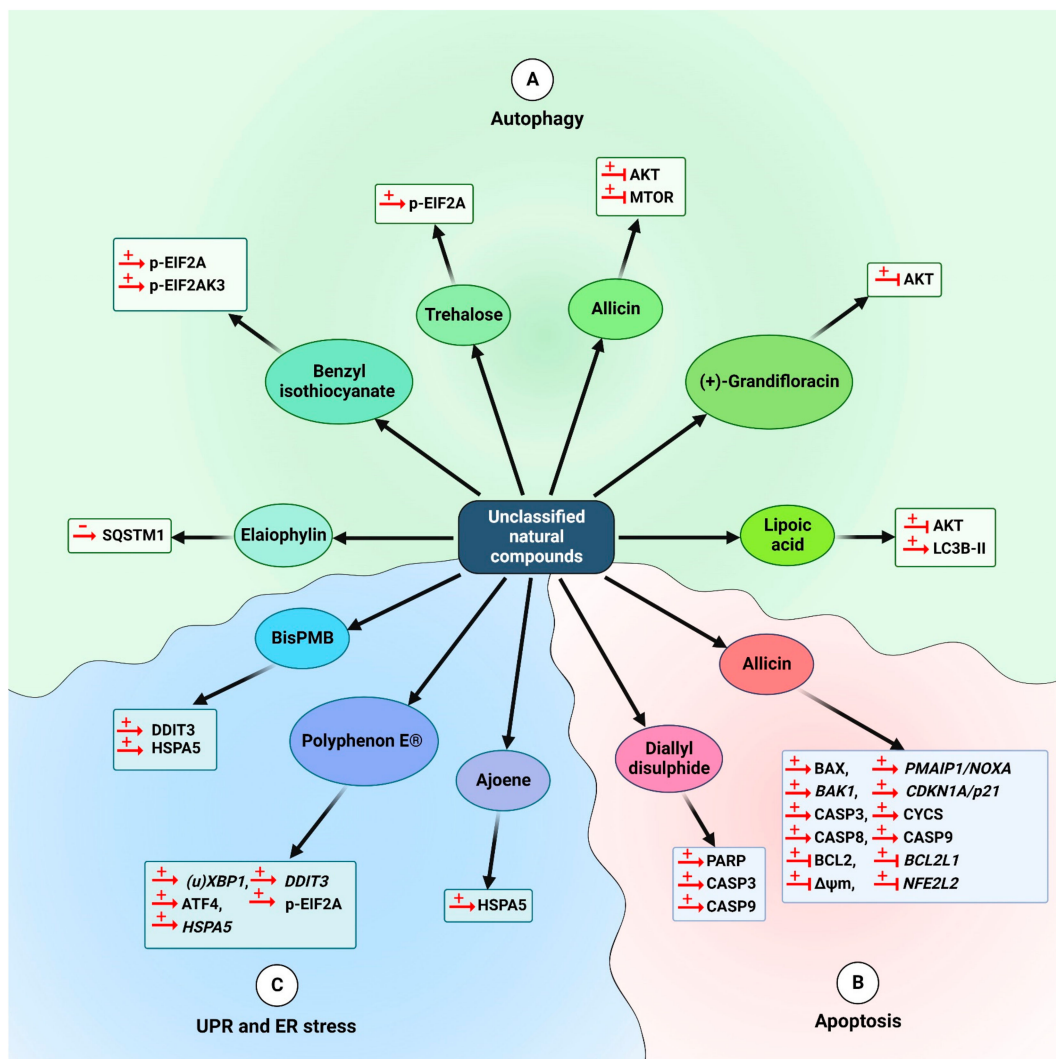 A
Autophagy
+ AKT
+ MTOR
+ p-EIF2A
+ p-EIF2A
+ p-EIF2AK3
+ AKT
Trehalose
Allicin
Benzyl
isothiocyanate
(+)-Grandifloracin
Unclassified
natural
compounds
- SQSTM1
Elaiophylin
Lipoic
acid
+ AKT
+ LC3B-II
BisPMB
Allicin
+ DDIT3
+ HSPA5
Polyphenon E®
Ajoene
Diallyl
disulphide
+ BAX, + PMAIP1/NOXA
+ BAK1, + CDKN1A/p21
+ CASP3, + CYCS
+ CASP8, + CASP9
+ BCL2, + BCL2L1
+ Δψm, + NFE2L2
+ PARP
+ CASP3
+ CASP9
+ (u)XBP1, + DDIT3
+ ATF4, + p-EIF2A
+ HSPA5
+ HSPA5
C
UPR and ER stress
B
Apoptosis